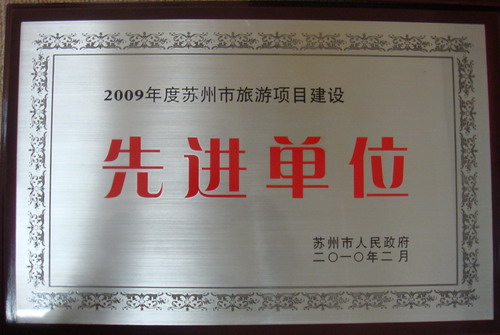 2009年度苏州市旅游项目建设
先进单位
苏州市人民政府
二〇一〇年二月